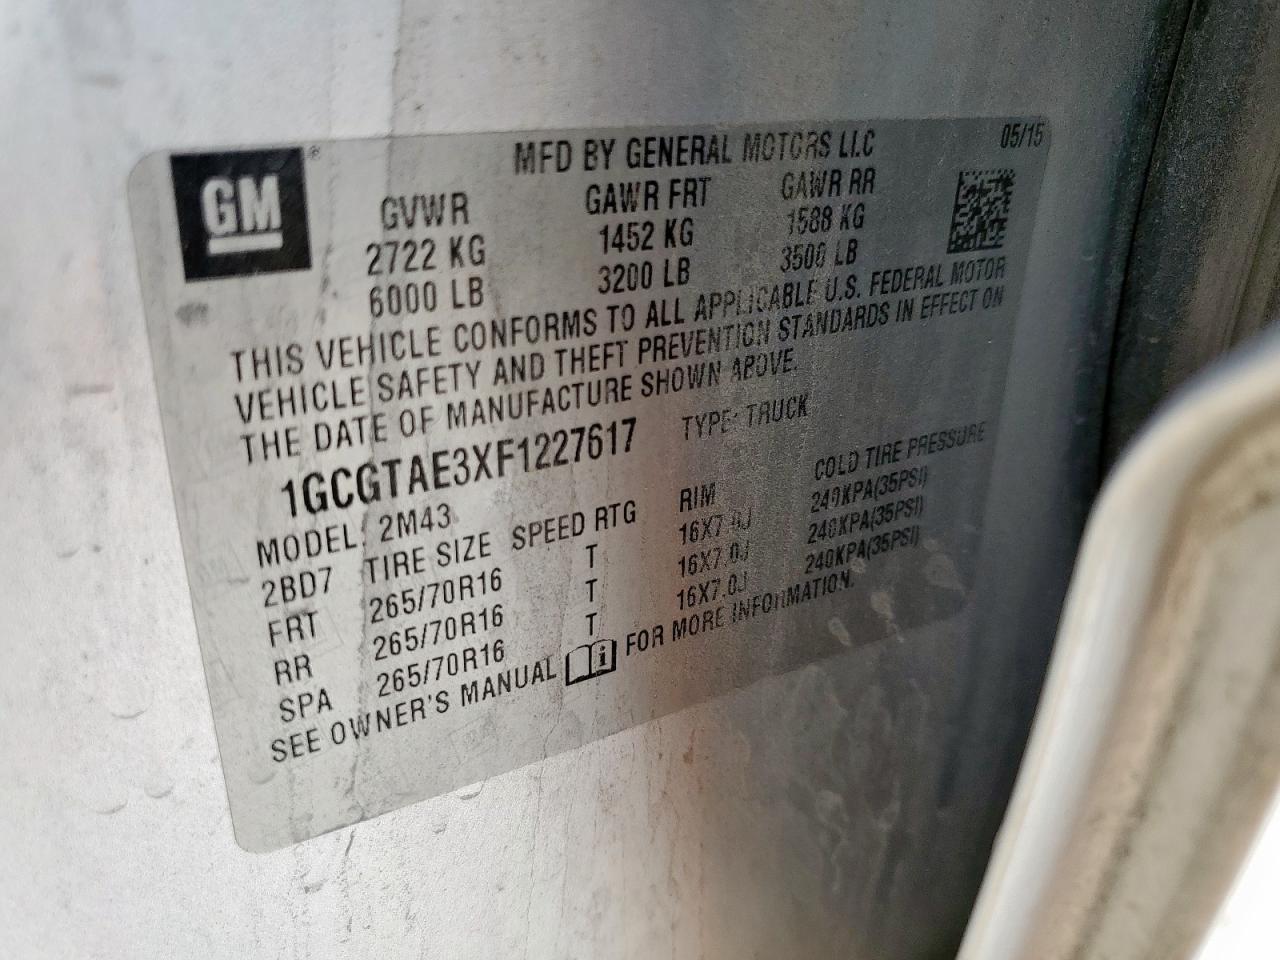 GM ®
MFD BY GENERAL MOTORS LLC 05/15
GVWR GAWR FRT GAWR RR
2722 KG 1452 KG 1588 KG
6000 LB 3200 LB 3500 LB
THIS VEHICLE CONFORMS TO ALL APPLICABLE U.S. FEDERAL MOTOR
VEHICLE SAFETY AND THEFT PREVENTION STANDARDS IN EFFECT ON
THE DATE OF MANUFACTURE SHOWN ABOVE.
1GCGTAE3XF1227617 TYPE: TRUCK
MODEL: 2M43
2BD7 TIRE SIZE SPEED RTG RIM COLD TIRE PRESSURE
FRT 265/70R16 T 16X7.0J 240KPA(35PSI)
RR 265/70R16 T 16X7.0J 240KPA(35PSI)
SPA 265/70R16 T 16X7.0J 240KPA(35PSI)
SEE OWNER'S MANUAL FOR MORE INFORMATION.